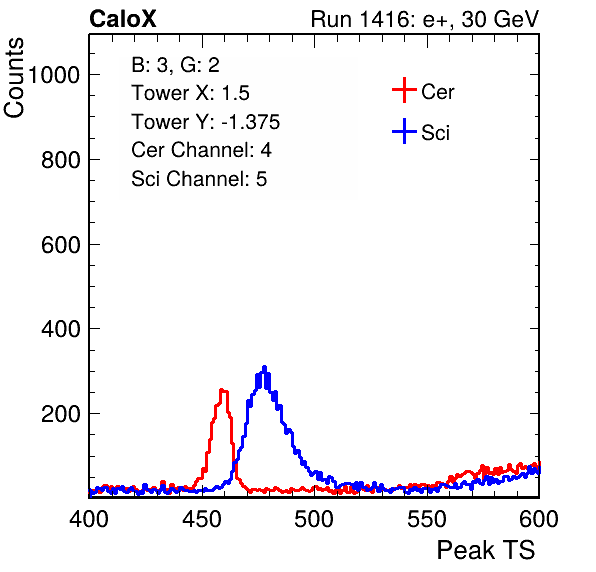 CaloX Run 1416: e+, 30 GeV
Counts
B: 3, G: 2
Tower X: 1.5
Tower Y: -1.375
Cer Channel: 4
Sci Channel: 5
Cer
Sci
1000
800
600
400
200
400 450 500 550 600
Peak TS